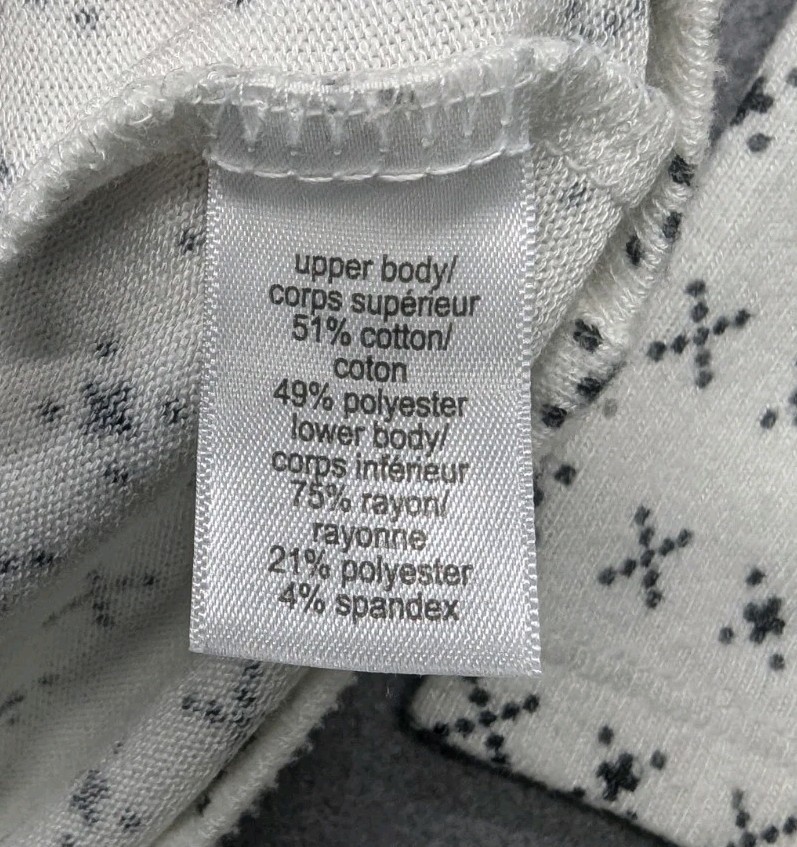 upper body/
corps supérieur
51% cotton/
coton
49% polyester
lower body/
corps inférieur
75% rayon/
rayonne
21% polyester
4% spandex